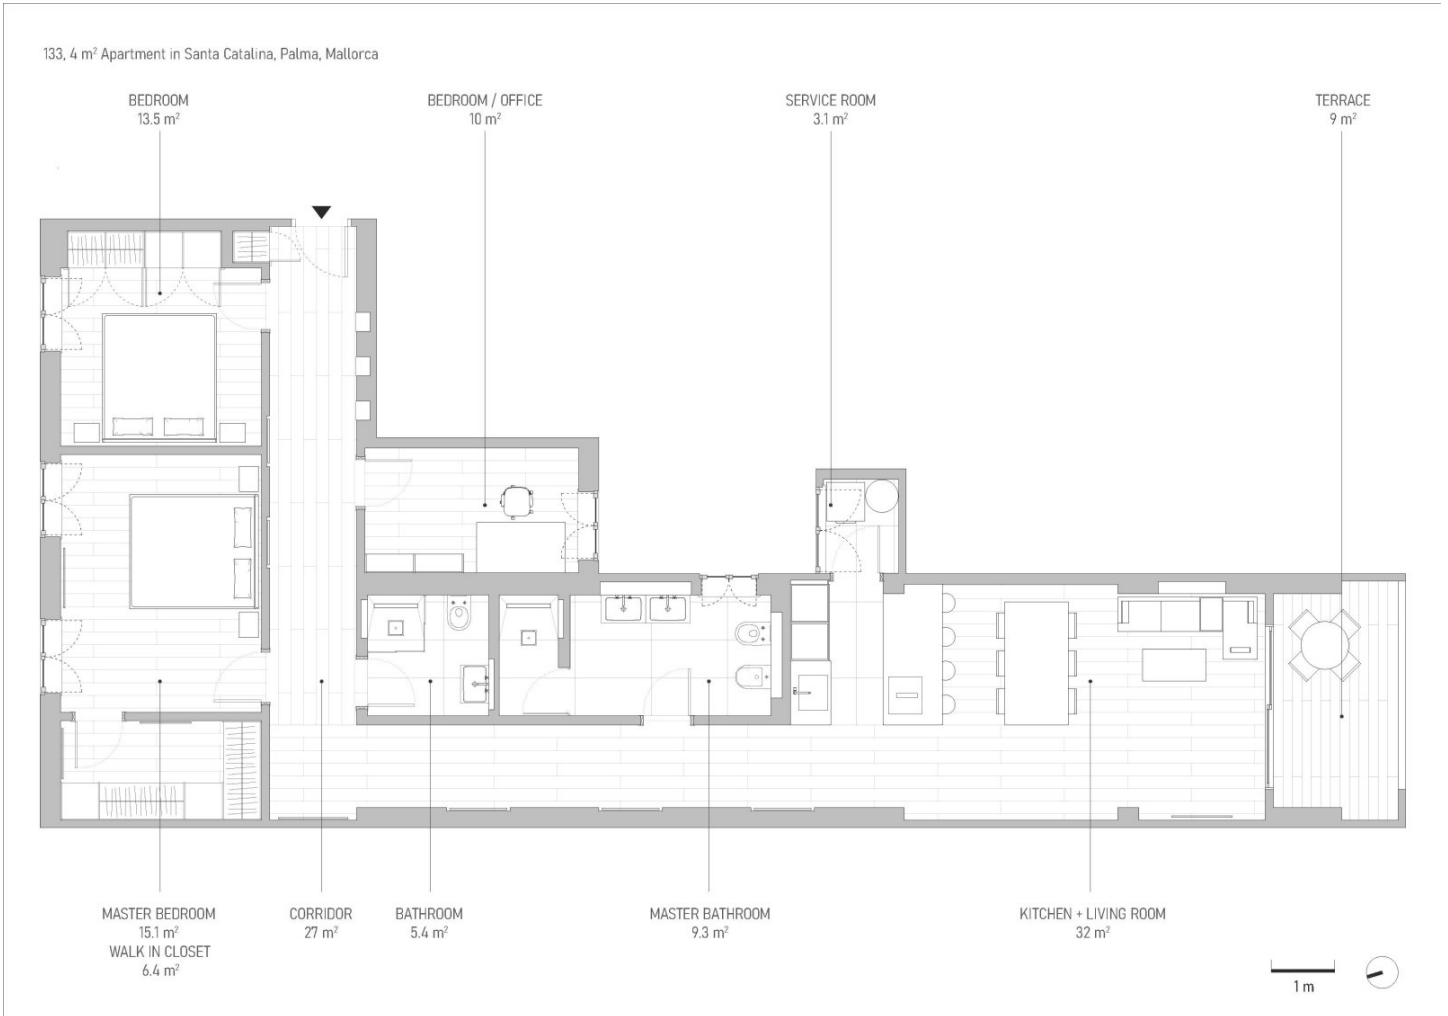 133, 4 m² Apartment in Santa Catalina, Palma, Mallorca
BEDROOM
13.5 m²
BEDROOM / OFFICE
10 m²
SERVICE ROOM
3.1 m²
TERRACE
9 m²
MASTER BEDROOM
15.1 m²
WALK IN CLOSET
6.4 m²
CORRIDOR
27 m²
BATHROOM
5.4 m²
MASTER BATHROOM
9.3 m²
KITCHEN + LIVING ROOM
32 m²
1 m